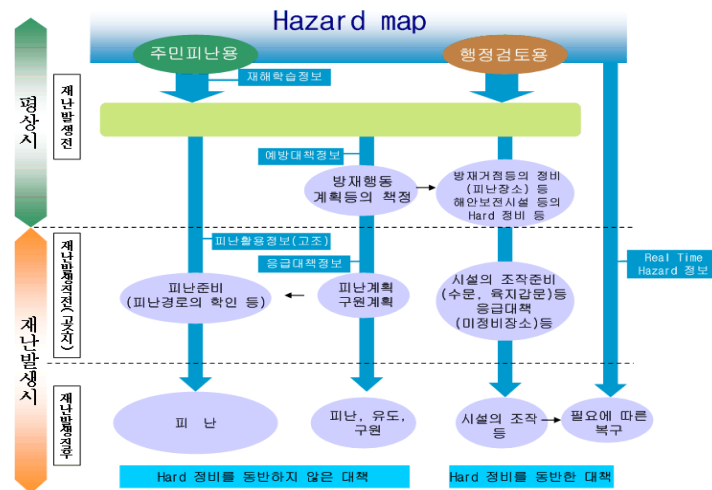 Hazard map
주민피난용
행정검토용
재해학습정보
평상시
재난발생전
예방대책정보
방재행동
계획등의 책정
방재거점등의 정비
(피난장소) 등
해안보전시설 등의
Hard 정비 등
피난활용정보(고조)
응급대책정보
Real Time
Hazard 정보
재난발생시
재난발생직전(고조시)
피난준비
(피난경로의 학인 등)
피난계획
구원계획
시설의 조작준비
(수문, 육지갑문)등
응급대책
(미정비장소)등
재난발생직후
피 난
피난, 유도,
구원
시설의 조작
등
필요에 따른
복구
Hard 정비를 동반하지 않은 대책
Hard 정비를 동반한 대책